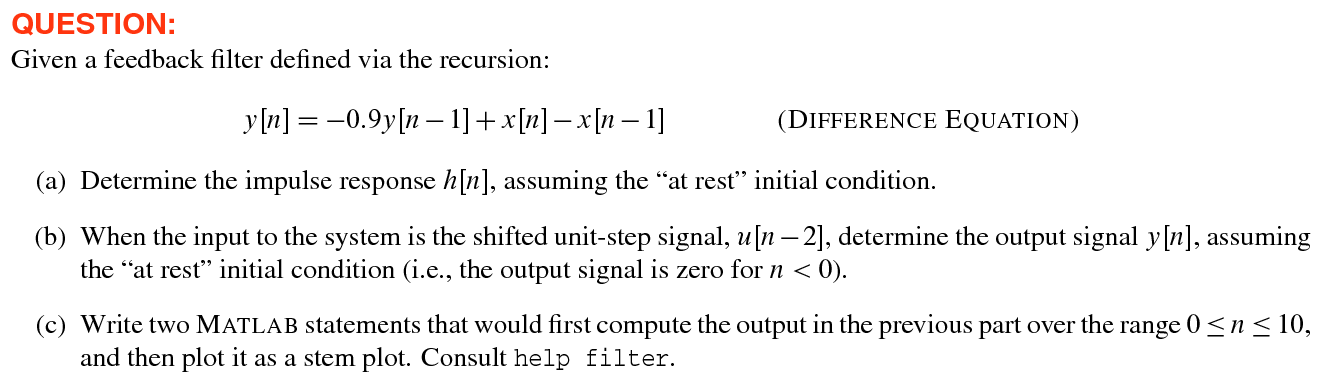 QUESTION:
Given a feedback filter defined via the recursion:
y[n] = −0.9y[n − 1] + x[n] − x[n − 1] (DIFFERENCE EQUATION)
(a) Determine the impulse response h[n], assuming the “at rest” initial condition.
(b) When the input to the system is the shifted unit-step signal, u[n − 2], determine the output signal y[n], assuming
the “at rest” initial condition (i.e., the output signal is zero for n < 0).
(c) Write two MATLAB statements that would first compute the output in the previous part over the range 0 ≤ n ≤ 10,
and then plot it as a stem plot. Consult help filter.